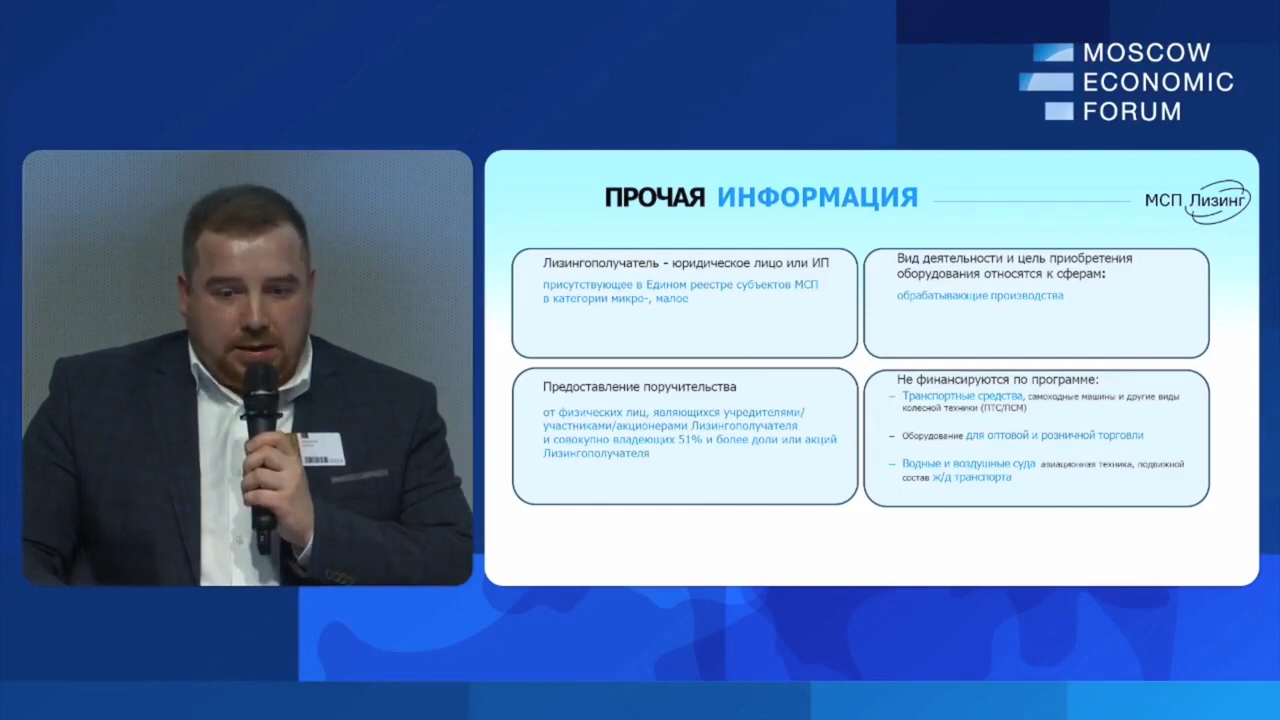 MOSCOW
ECONOMIC
FORUM
ПРОЧАЯ ИНФОРМАЦИЯ
МСП Лизинг
Лизингополучатель - юридическое лицо или ИП
присутствующее в Едином реестре субъектов МСП
в категории микро-, малое
Вид деятельности и цель приобретения
оборудования относятся к сферам:
обрабатывающие производства
Предоставление поручительства
от физических лиц, являющихся учредителями/
участниками/акционерами Лизингополучателя
и совокупно владеющих 51% и более доли или акций
Лизингополучателя
Не финансируются по программе:
– Транспортные средства, самоходные машины и другие виды
колесной техники (ПТС/ПСМ)
– Оборудование для оптовой и розничной торговли
– Водные и воздушные суда авиационная техника, подвижной
состав ж/д транспорта